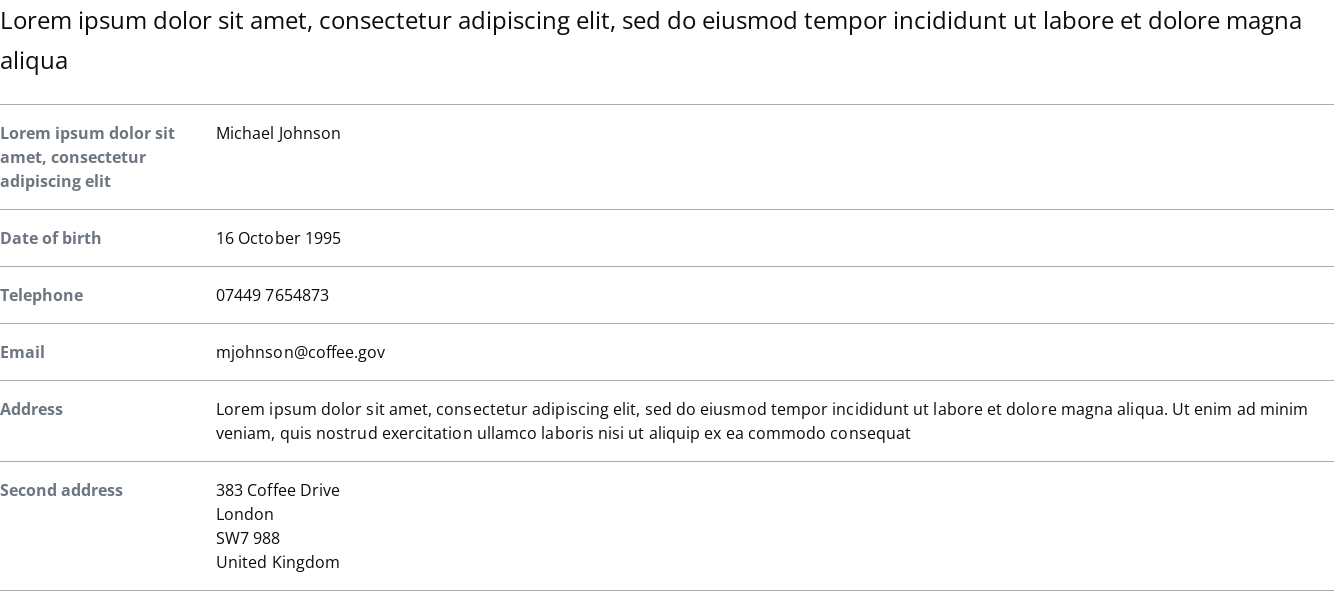 Lorem ipsum dolor sit amet, consectetur adipiscing elit, sed do eiusmod tempor incididunt ut labore et dolore magna
aliqua
Lorem ipsum dolor sit
amet, consectetur
adipiscing elit
Michael Johnson
Date of birth
16 October 1995
Telephone
07449 7654873
Email
mjohnson@coffee.gov
Address
Lorem ipsum dolor sit amet, consectetur adipiscing elit, sed do eiusmod tempor incididunt ut labore et dolore magna aliqua. Ut enim ad minim
veniam, quis nostrud exercitation ullamco laboris nisi ut aliquip ex ea commodo consequat
Second address
383 Coffee Drive
London
SW7 988
United Kingdom